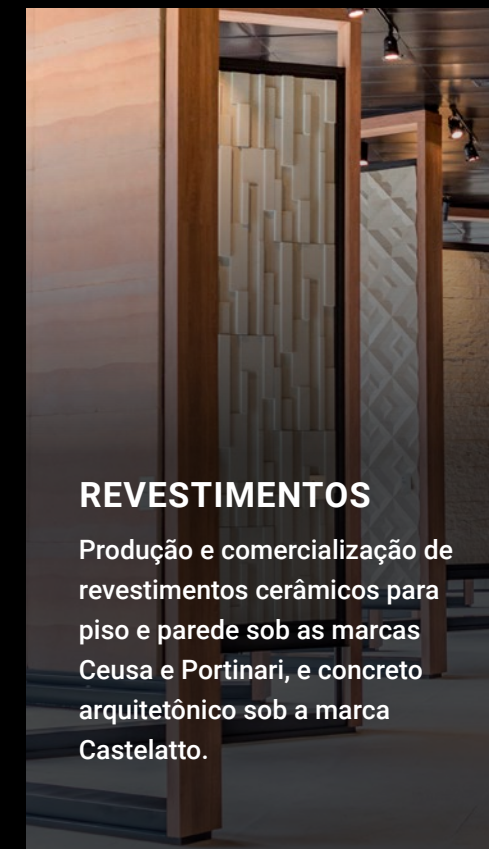 REVESTIMENTOS
Produção e comercialização de
revestimentos cerâmicos para
piso e parede sob as marcas
Ceusa e Portinari, e concreto
arquitetônico sob a marca
Castelatto.